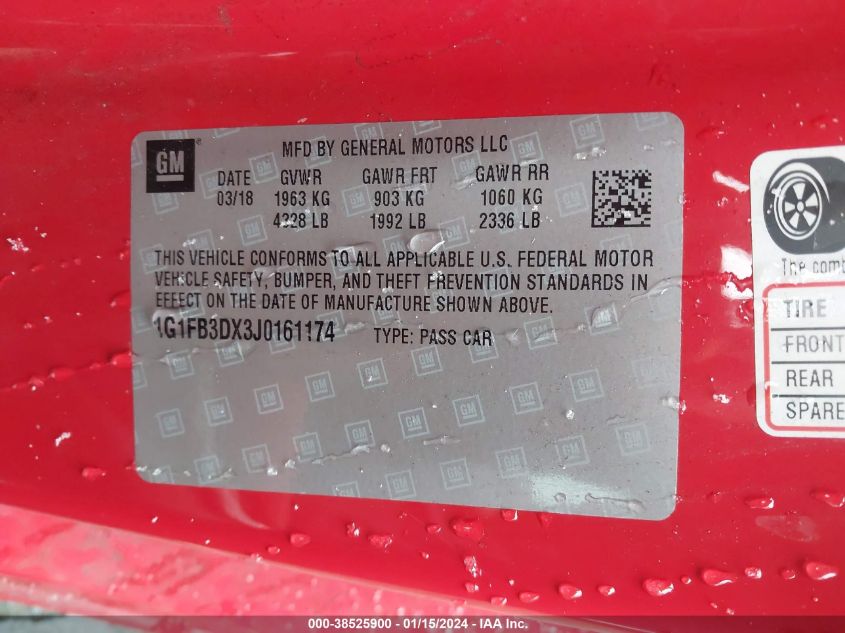 GM
MFD BY GENERAL MOTORS LLC
DATE GVWR GAWR FRT GAWR RR
03/18 1963 KG 903 KG 1060 KG
4328 LB 1992 LB 2336 LB
THIS VEHICLE CONFORMS TO ALL APPLICABLE U.S. FEDERAL MOTOR
VEHICLE SAFETY, BUMPER, AND THEFT PREVENTION STANDARDS IN
EFFECT ON THE DATE OF MANUFACTURE SHOWN ABOVE.
1G1FB3DX3J0161174 TYPE: PASS CAR
The comb
TIRE
FRONT
REAR
SPARE
000-38525900 - 01/15/2024 - IAA Inc.